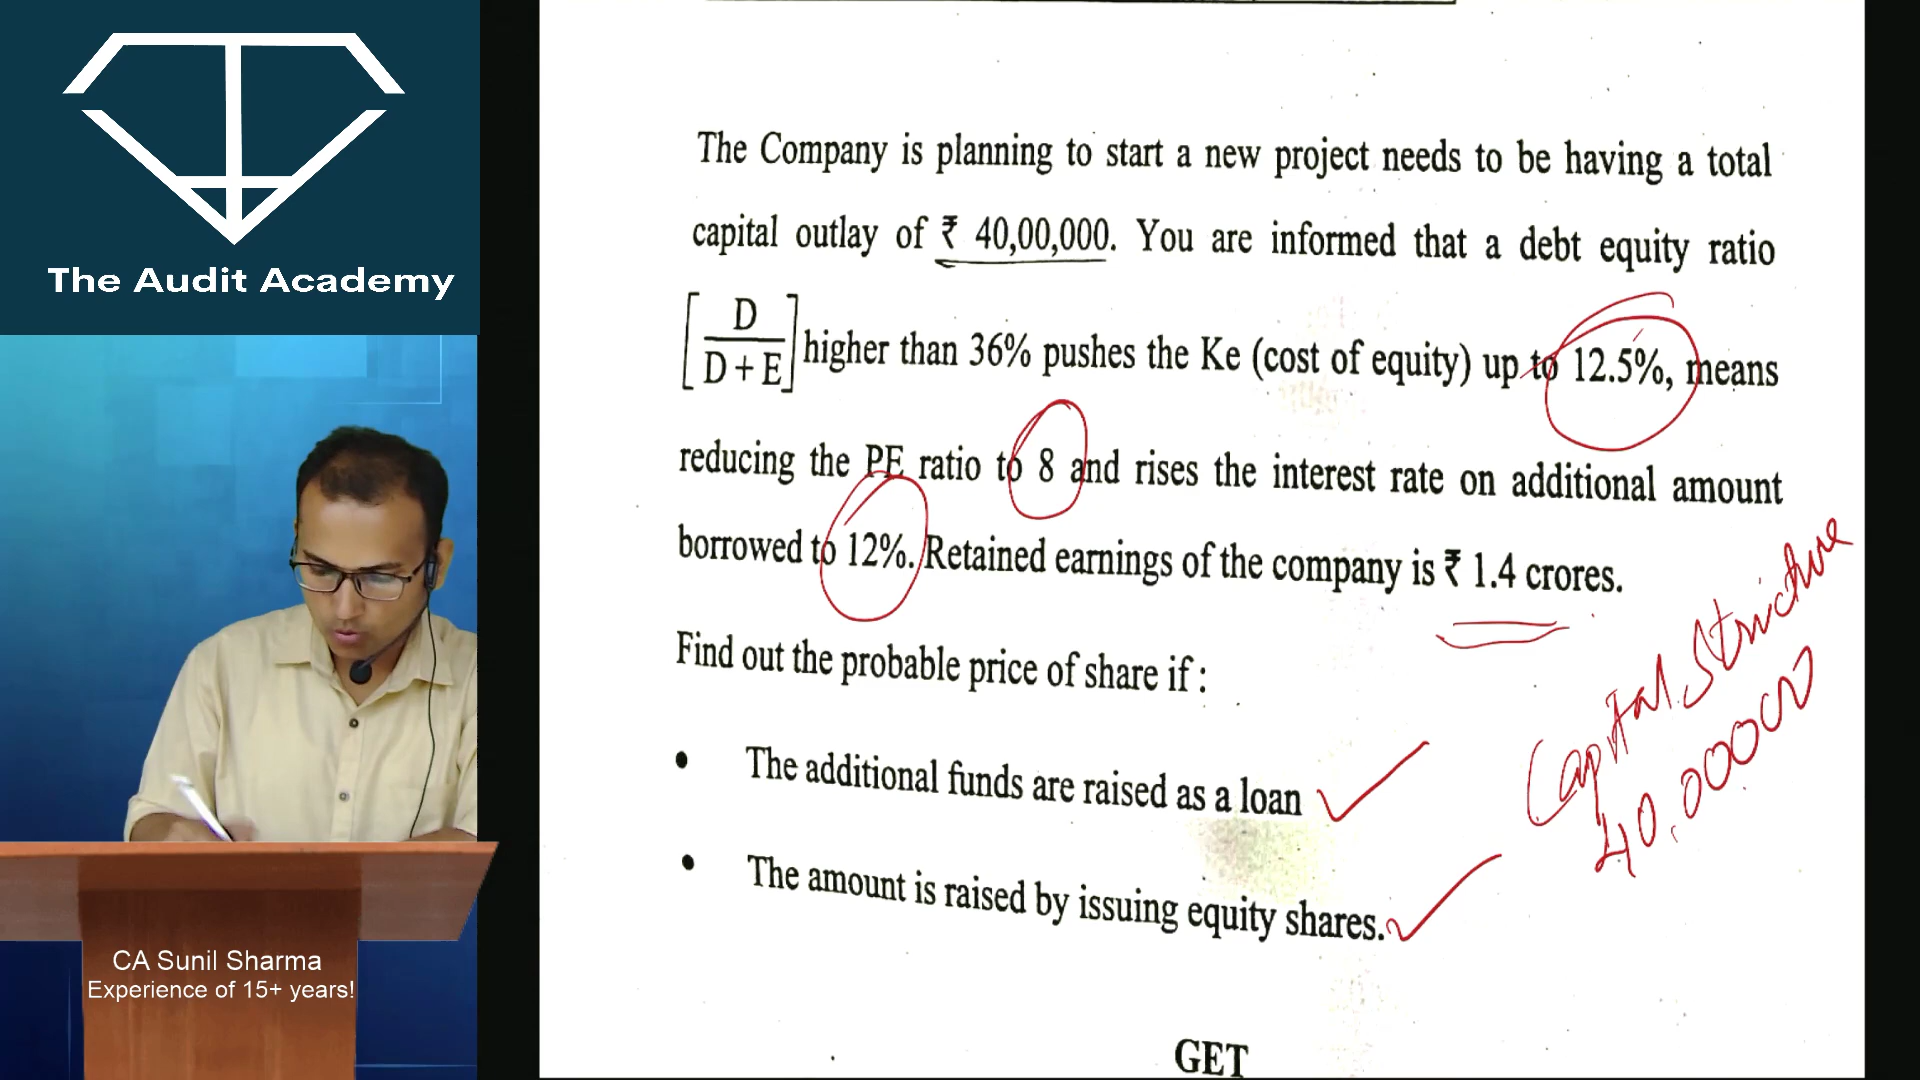 The Audit Academy
The Company is planning to start a new project needs to be having a total
capital outlay of ₹ 40,00,000. You are informed that a debt equity ratio
[D/D + E] higher than 36% pushes the Ke (cost of equity) up to 12.5%, means
reducing the PE ratio to 8 and rises the interest rate on additional amount
borrowed to 12%. Retained earnings of the company is ₹ 1.4 crores.
Find out the probable price of share if :
• The additional funds are raised as a loan
• The amount is raised by issuing equity shares.
Capital Structure
40,00000
GET
CA Sunil Sharma
Experience of 15+ years!